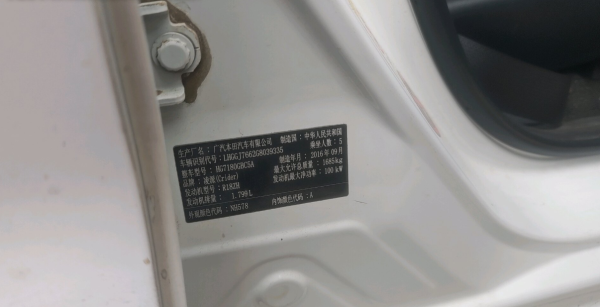 生产厂名：广汽本田汽车有限公司 制造国：中华人民共和国
车辆识别代号：LHGGJ7662G8039335 乘坐人数：5
整车型号：HG7180GBC5A 制造年月：2016年09月
品牌：凌派(Crider) 最大允许总质量：1685kg
发动机型号：R18ZH 发动机最大净功率：100kW
发动机排量：1.799L
外观颜色代码：NH578 内饰颜色代码：A